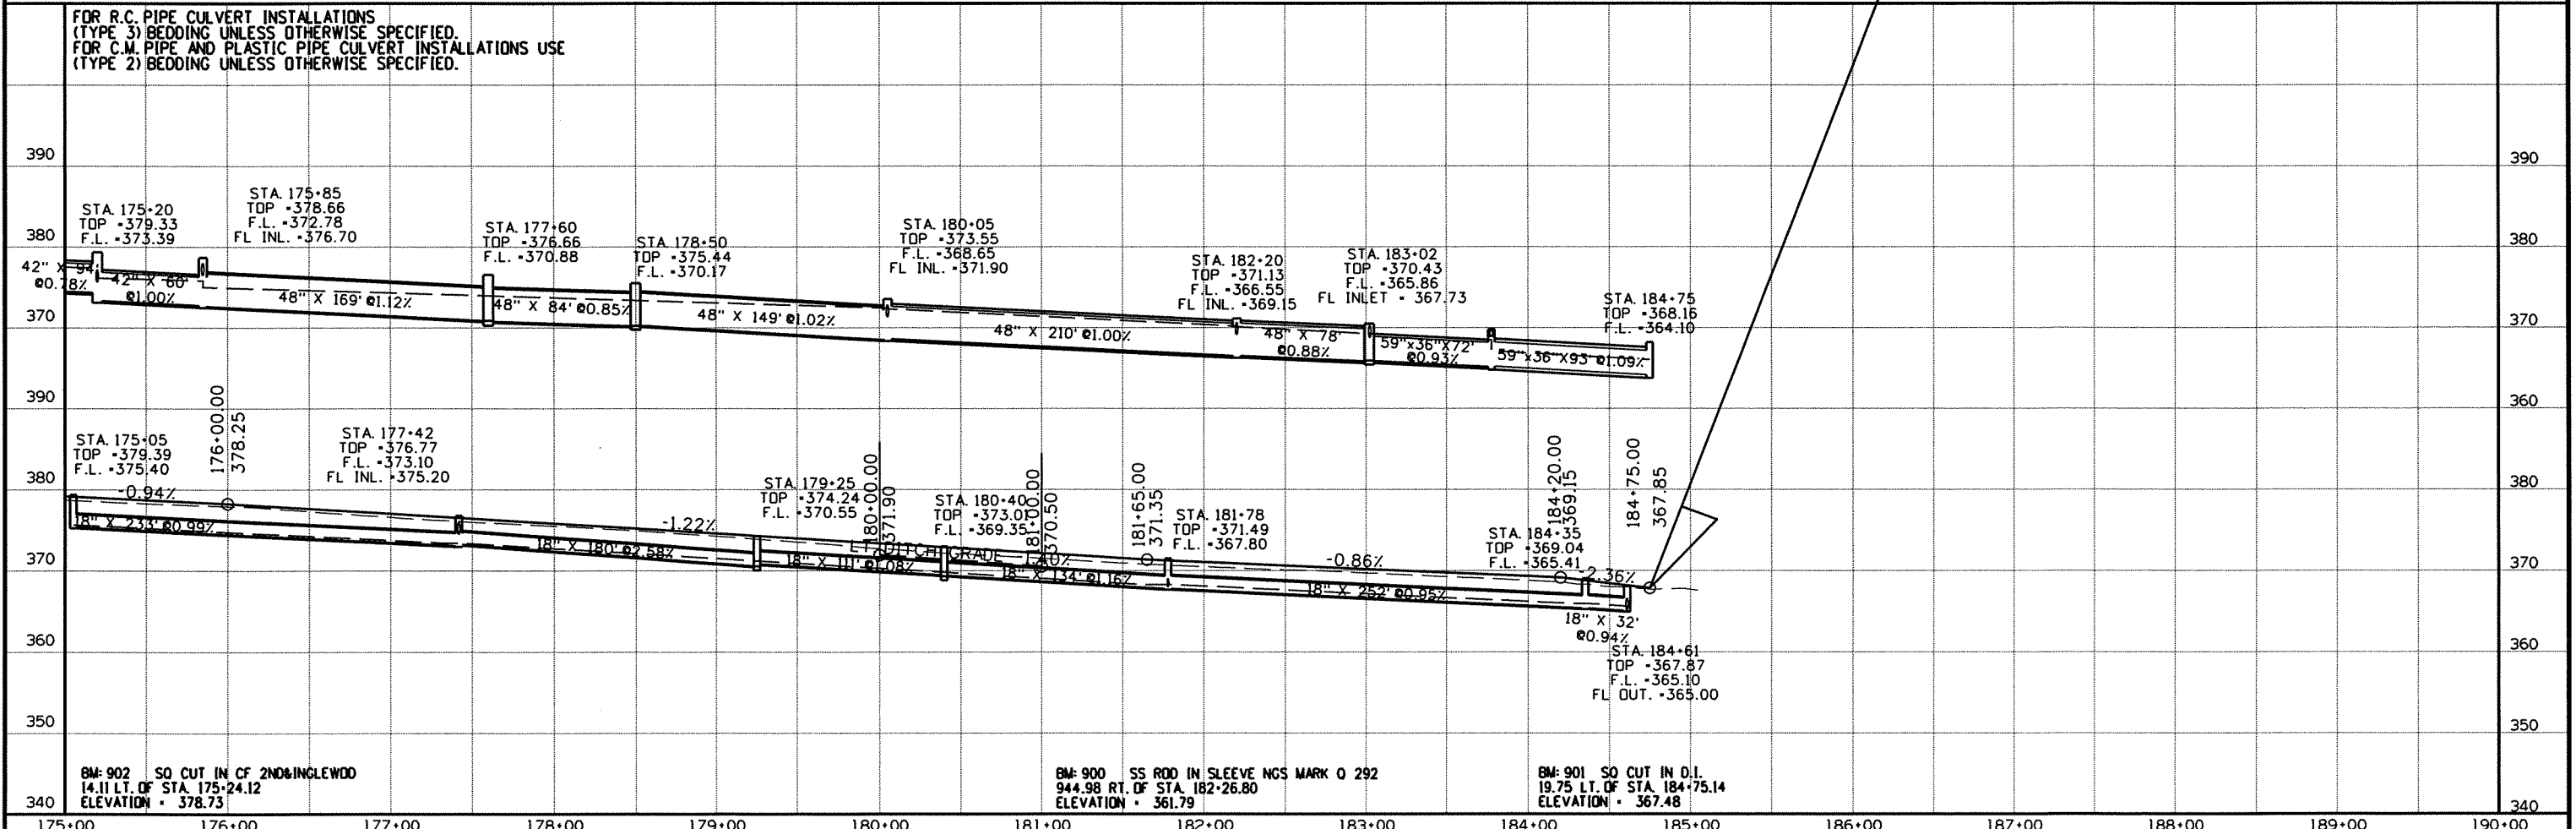 FOR R.C. PIPE CULVERT INSTALLATIONS
(TYPE 3) BEDDING UNLESS OTHERWISE SPECIFIED.
FOR C.M. PIPE AND PLASTIC PIPE CULVERT INSTALLATIONS USE
(TYPE 2) BEDDING UNLESS OTHERWISE SPECIFIED.
390
390
STA. 175+20
TOP =379.33
F.L. =373.39
STA. 175+85
TOP =378.66
F.L. =372.78
FL INL. =376.70
STA. 177+60
TOP =376.66
F.L. =370.88
STA. 178+50
TOP =375.44
F.L. =370.17
STA. 180+05
TOP =373.55
F.L. =368.65
FL INL. =371.90
STA. 182+20
TOP =371.13
F.L. =366.55
FL INL. =369.15
STA. 183+02
TOP =370.43
F.L. =365.86
FL INLET = 367.73
STA. 184+75
TOP =368.16
F.L. =364.10
380
380
42" X 94'
@0.78%
42" X 60'
@1.00%
48" X 169' @1.12%
48" X 84' @0.85%
48" X 149' @1.02%
48" X 210' @1.00%
48" X 78'
@0.88%
59"x36"X72'
@0.93%
59"x36"X93' @1.09%
370
370
390
360
STA. 175+05
TOP =379.39
F.L. =375.40
176+00.00
378.25
STA. 177+42
TOP =376.77
F.L. =373.10
FL INL. =375.20
STA. 179+25
TOP =374.24
F.L. =370.55
180+00.00
371.90
STA. 180+40
TOP =373.01
F.L. =369.35
181+00.00
370.50
181+65.00
371.35
STA. 181+78
TOP =371.49
F.L. =367.80
STA. 184+35
TOP =369.04
F.L. =365.41
184+20.00
369.15
184+75.00
367.85
380
380
-0.94%
-1.22%
LT. DITCH GRADE -1.40%
-0.86%
-2.36%
18" X 233' @0.99%
18" X 180' @2.58%
18" X 111' @1.08%
18" X 134' @1.16%
18" X 252' @0.95%
18" X 32'
@0.94%
370
370
STA. 184+61
TOP =367.87
F.L. =365.10
FL OUT. =365.00
360
360
350
350
BM: 902 SQ CUT IN CF 2ND&INGLEWOD
14.11 LT. OF STA. 175+24.12
ELEVATION = 378.73
BM: 900 SS ROD IN SLEEVE NGS MARK Q 292
944.98 RT. OF STA. 182+26.80
ELEVATION = 361.79
BM: 901 SQ CUT IN D.I.
19.75 LT. OF STA. 184+75.14
ELEVATION = 367.48
340
340
175+00 176+00 177+00 178+00 179+00 180+00 181+00 182+00 183+00 184+00 185+00 186+00 187+00 188+00 189+00 190+00